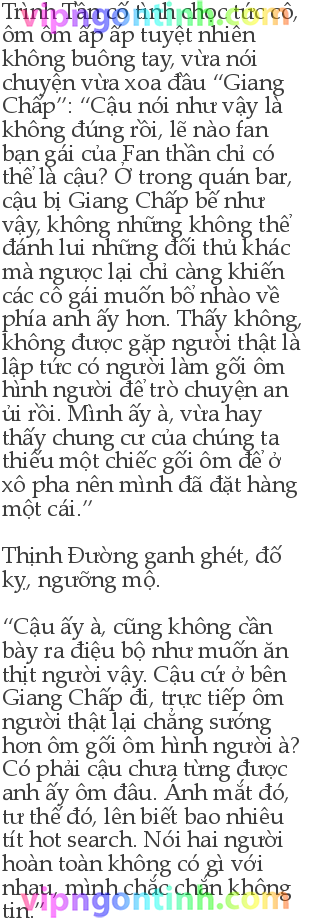 Trình Tần cố tình chọc tức cô,
ôm ôm ấp ấp tuyệt nhiên
không buông tay, vừa nói
chuyện vừa xoa đầu “Giang
Chấp”: “Cậu nói như vậy là
không đúng rồi, lẽ nào fan
bạn gái của Fan thần chỉ có
thể là cậu? Ở trong quán bar,
cậu bị Giang Chấp bế như
vậy, không những không thể
đánh lui những đối thủ khác
mà ngược lại chỉ càng khiến
các cô gái muốn bổ nhào về
phía anh ấy hơn. Thấy không,
không được gặp người thật là
lập tức có người làm gối ôm
hình người để trò chuyện an
ủi rồi. Mình ấy à, vừa hay
thấy chung cư của chúng ta
thiếu một chiếc gối ôm để ở
xô pha nên mình đã đặt hàng
một cái.”
Thịnh Đường ganh ghét, đố
kỵ, ngưỡng mộ.
“Cậu ấy à, cũng không cần
bày ra điệu bộ như muốn ăn
thịt người vậy. Cậu cứ ở bên
Giang Chấp đi, trực tiếp ôm
người thật lại chẳng sướng
hơn ôm gối ôm hình người à?
Có phải cậu chưa từng được
anh ấy ôm đâu. Ánh mắt đó,
tư thế đó, lên biết bao nhiêu
tít hot search. Nói hai người
hoàn toàn không có gì với
nhau, mình chắc chắn không
tin.”
vipngontinh.com
vipngontinh.com